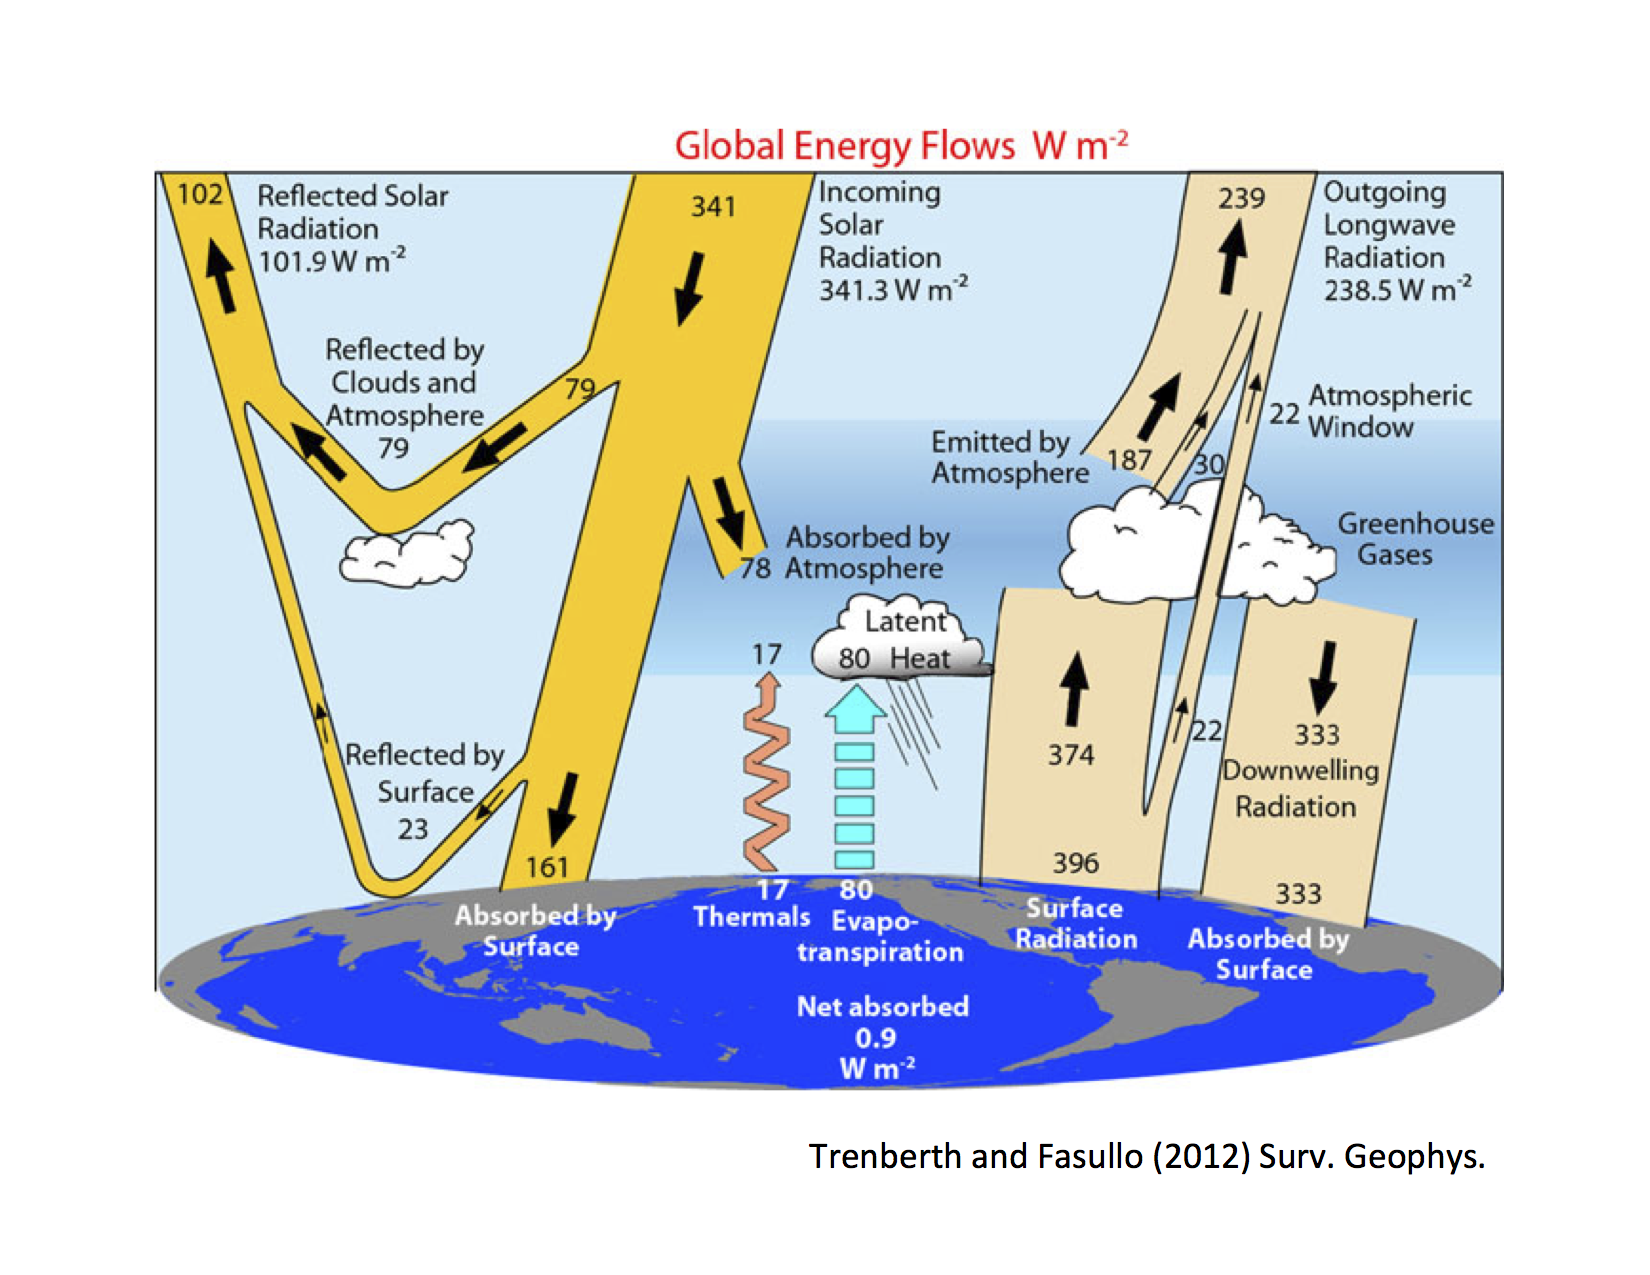 Global Energy Flows W m⁻²
102
Reflected Solar
Radiation
101.9 W m⁻²
341
Incoming
Solar
Radiation
341.3 W m⁻²
239
Outgoing
Longwave
Radiation
238.5 W m⁻²
Reflected by
Clouds and
Atmosphere
79
79
Emitted by
Atmosphere
187
30
22
Atmospheric
Window
Greenhouse
Gases
Absorbed by
78 Atmosphere
17
Latent
80 Heat
374
22
333
Downwelling
Radiation
Reflected by
Surface
23
161
396
333
Absorbed by
Surface
17
Thermals
80
Evapo-
transpiration
Surface
Radiation
Absorbed by
Surface
Net absorbed
0.9
W m⁻²
Trenberth and Fasullo (2012) Surv. Geophys.